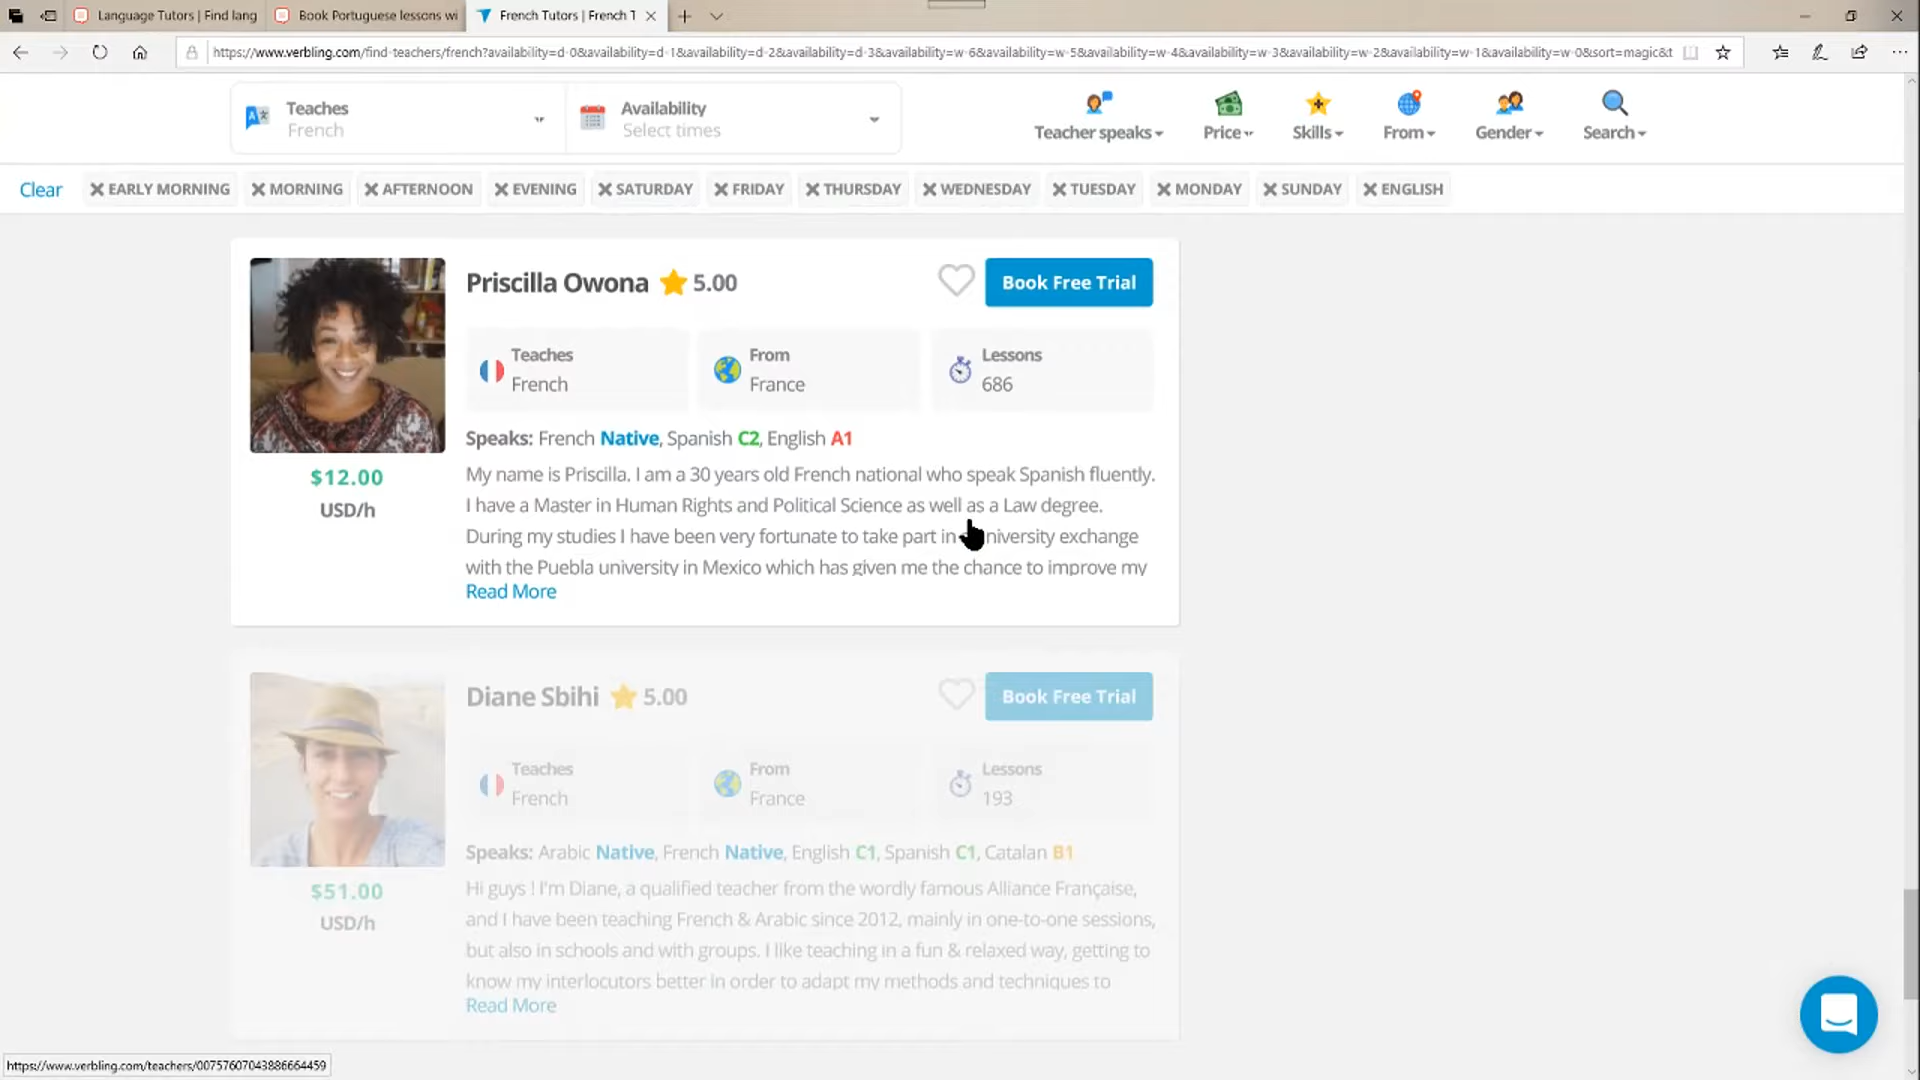 Language Tutors | Find lang
Book Portuguese lessons wi
French Tutors | French T
https://www.verbling.com/find-teachers/french?availability=d-0&availability=d-1&availability=d-2&availability=d-3&availability=w-6&availability=w-5&availability=w-4&availability=w-3&availability=w-2&availability=w-1&availability=w-0&sort=magic&t
Teaches
French
Availability
Select times
Teacher speaks
Price
Skills
From
Gender
Search
Clear
EARLY MORNING
MORNING
AFTERNOON
EVENING
SATURDAY
FRIDAY
THURSDAY
WEDNESDAY
TUESDAY
MONDAY
SUNDAY
ENGLISH
Priscilla Owona 5.00
Book Free Trial
Teaches
French
From
France
Lessons
686
Speaks: French Native, Spanish C2, English A1
My name is Priscilla. I am a 30 years old French national who speak Spanish fluently.
I have a Master in Human Rights and Political Science as well as a Law degree.
During my studies I have been very fortunate to take part in niversity exchange
with the Puebla university in Mexico which has given me the chance to improve my
Read More
$12.00
USD/h
Diane Sbihi 5.00
Book Free Trial
Teaches
French
From
France
Lessons
193
Speaks: Arabic Native, French Native, English C1, Spanish C1, Catalan B1
Hi guys ! I'm Diane, a qualified teacher from the wordly famous Alliance Française,
and I have been teaching French & Arabic since 2012, mainly in one-to-one sessions,
but also in schools and with groups. I like teaching in a fun & relaxed way, getting to
know my interlocutors better in order to adapt my methods and techniques to
Read More
$51.00
USD/h
https://www.verbling.com/teachers/00757607043886664459